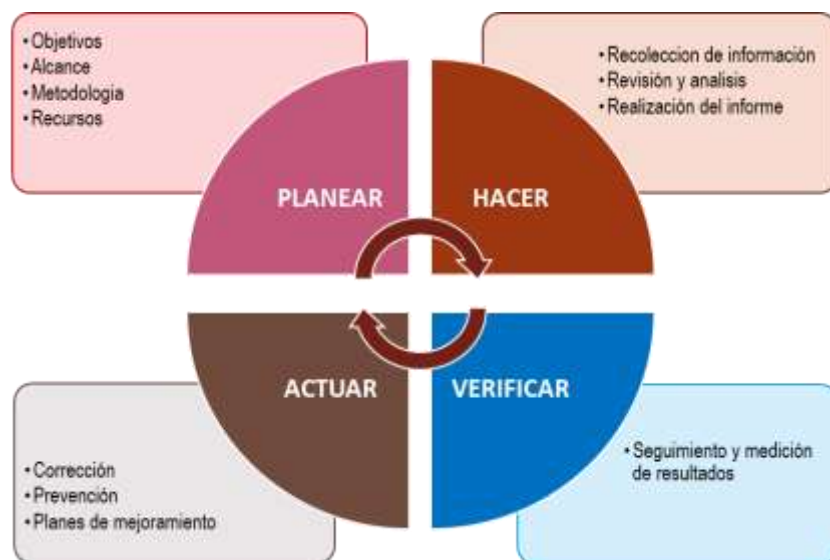 • Objetivos
• Alcance
• Metodologia
• Recursos
• Recoleccion de información
• Revisión y analisis
• Realización del informe
PLANEAR
HACER
ACTUAR
VERIFICAR
• Corrección
• Prevención
• Planes de mejoramiento
• Seguimiento y medición
de resultados